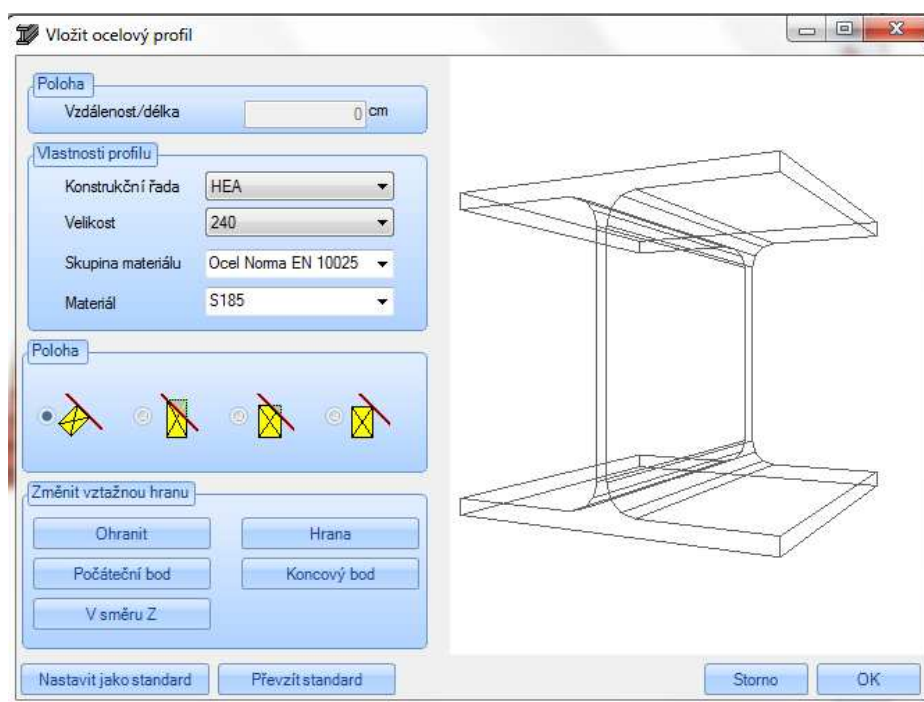 Vložit ocelový profil
Poloha
Vzdálenost/délka 0 cm
Vlastnosti profilu
Konstrukční řada HEA
Velikost 240
Skupina materiálu Ocel Norma EN 10025
Materiál S185
Poloha
Změnit vztažnou hranu
Ohranit Hrana
Počáteční bod Koncový bod
V směru Z
Nastavit jako standard Převzít standard Storno OK